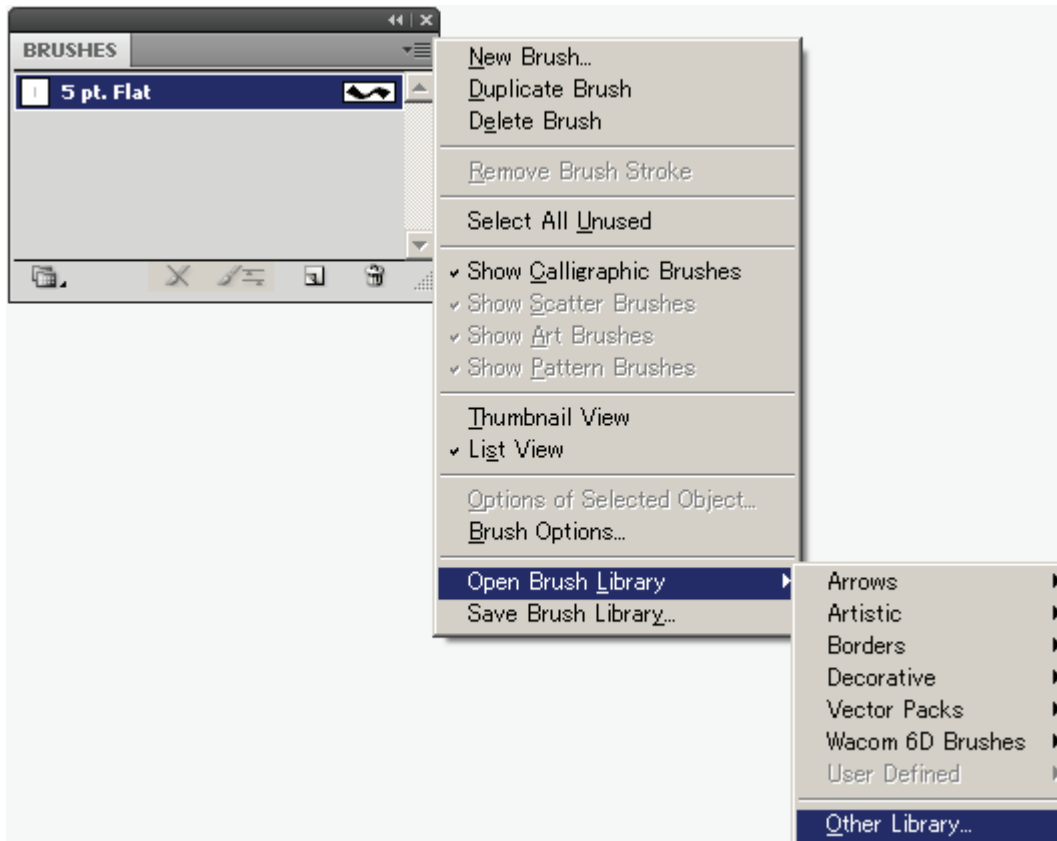 BRUSHES
5 pt. Flat
New Brush...
Duplicate Brush
Delete Brush
Remove Brush Stroke
Select All Unused
Show Calligraphic Brushes
Show Scatter Brushes
Show Art Brushes
Show Pattern Brushes
Thumbnail View
List View
Options of Selected Object...
Brush Options...
Open Brush Library
Save Brush Library...
Arrows
Artistic
Borders
Decorative
Vector Packs
Wacom 6D Brushes
User Defined
Other Library...